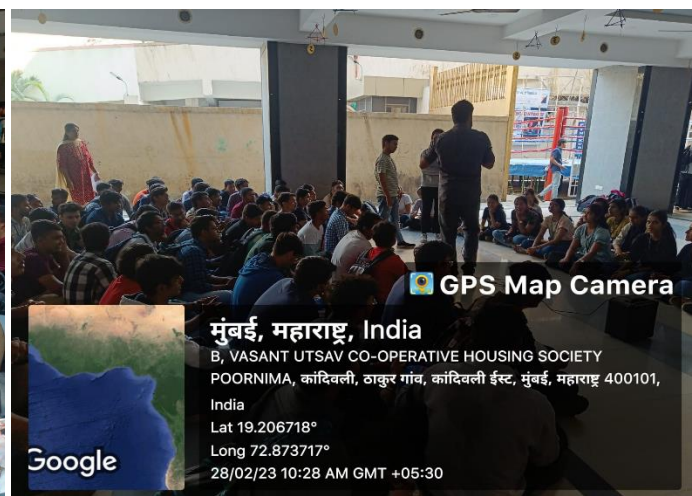 GPS Map Camera
मुंबई, महाराष्ट्र, India
B, VASANT UTSAV CO-OPERATIVE HOUSING SOCIETY
POORNIMA, कांदिवली, ठाकुर गांव, कांदिवली ईस्ट, मुंबई, महाराष्ट्र 400101,
India
Lat 19.206718°
Long 72.873717°
28/02/23 10:28 AM GMT +05:30
Google